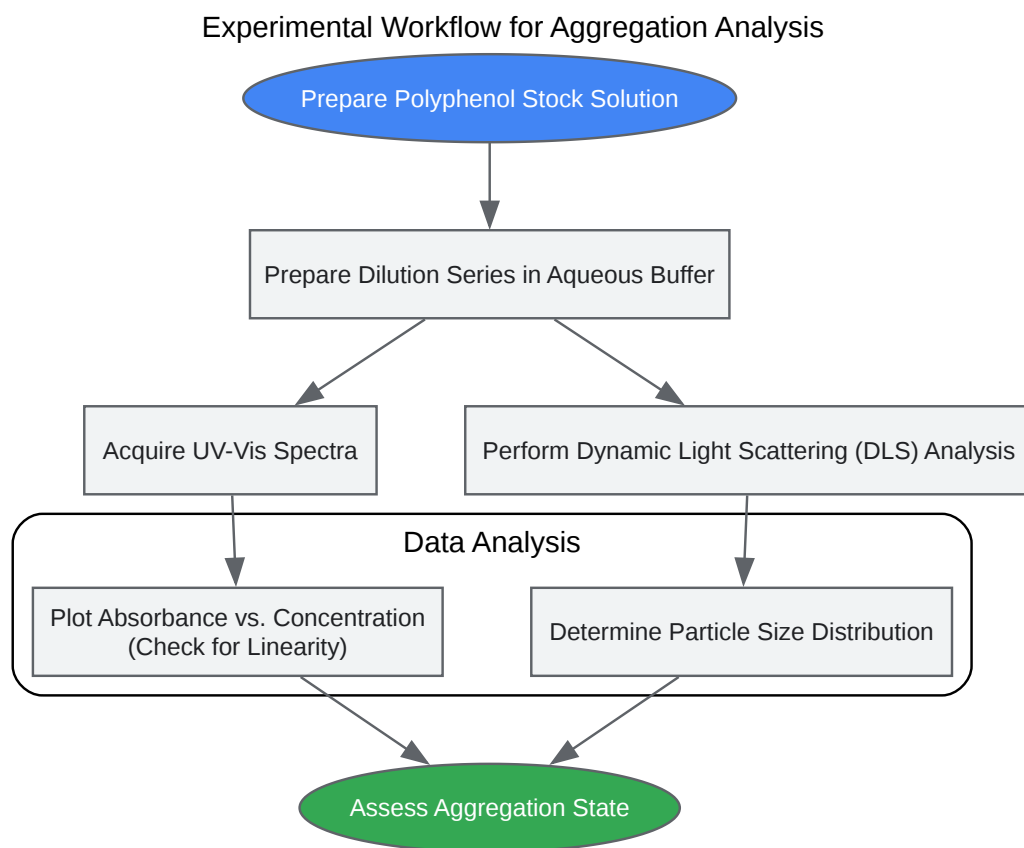 Experimental Workflow for Aggregation Analysis
Prepare Polyphenol Stock Solution
Prepare Dilution Series in Aqueous Buffer
Acquire UV-Vis Spectra
Perform Dynamic Light Scattering (DLS) Analysis
Data Analysis
Plot Absorbance vs. Concentration
(Check for Linearity)
Determine Particle Size Distribution
Assess Aggregation State